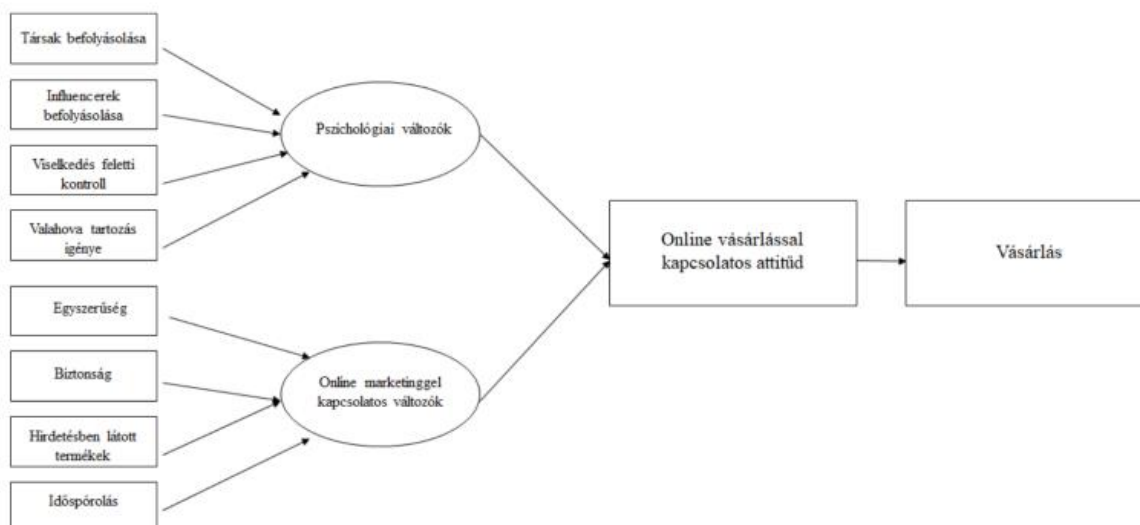 Társak befolyásolása
Influencerek
befolyásolása
Viselkedés feletti
kontroll
Valahova tartozás
igénye
Pszichológiai változók
Egyszerűség
Biztonság
Hirdetésben látott
termékek
Időspórolás
Online marketinggel
kapcsolatos változók
Online vásárlással
kapcsolatos attitűd
Vásárlás